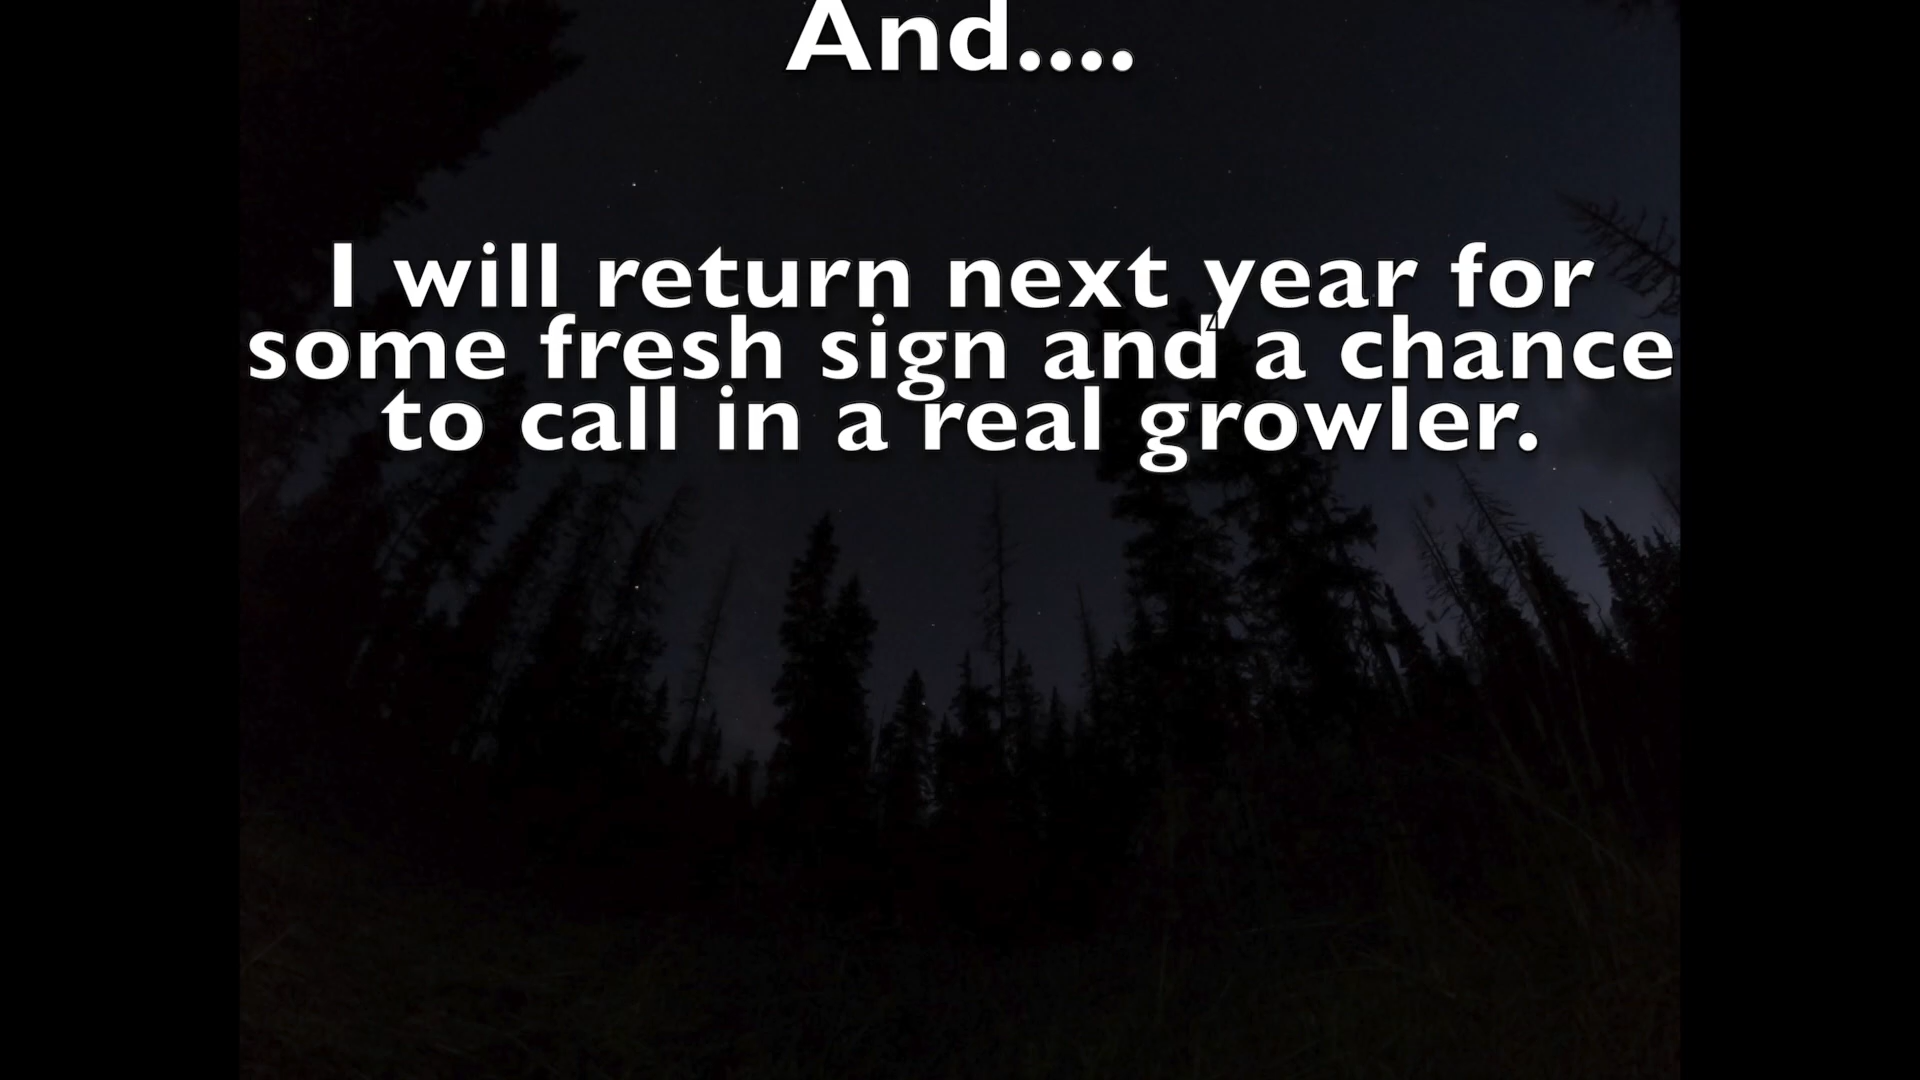 And....
I will return next year for
some fresh sign and a chance
to call in a real growler.